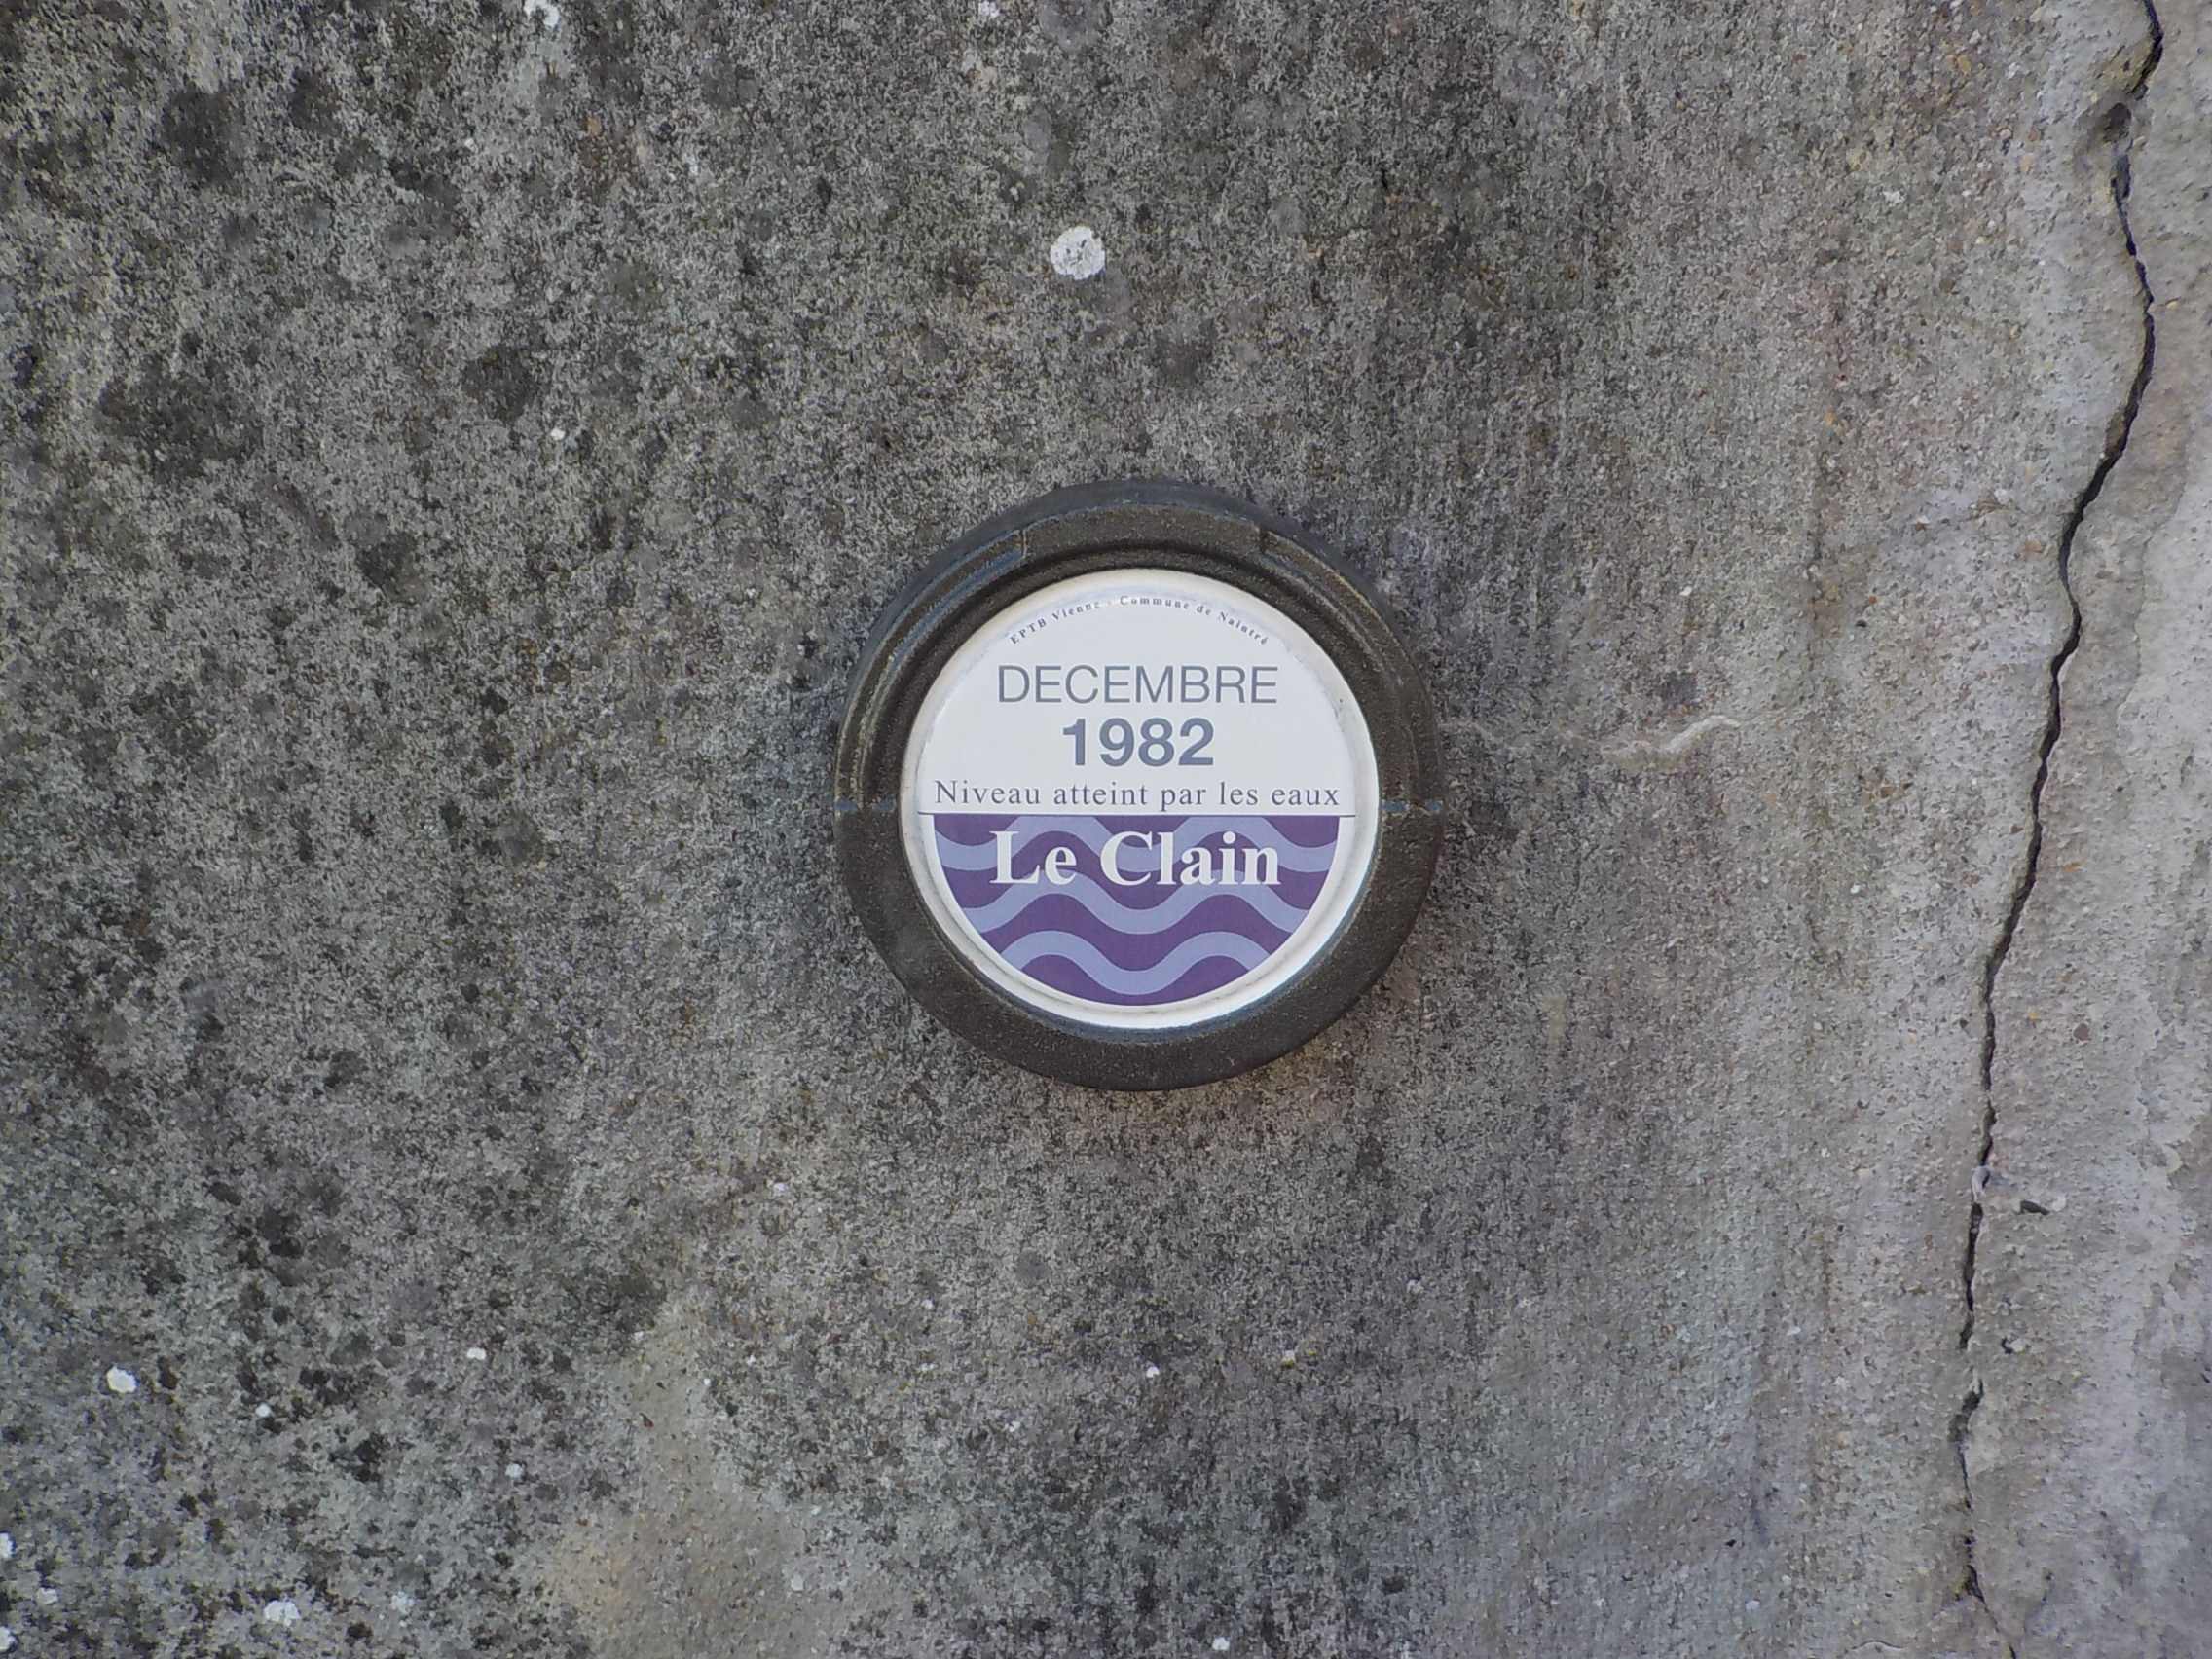 EPTB Vienne - Commune de Naintré
DECEMBRE
1982
Niveau atteint par les eaux
Le Clain